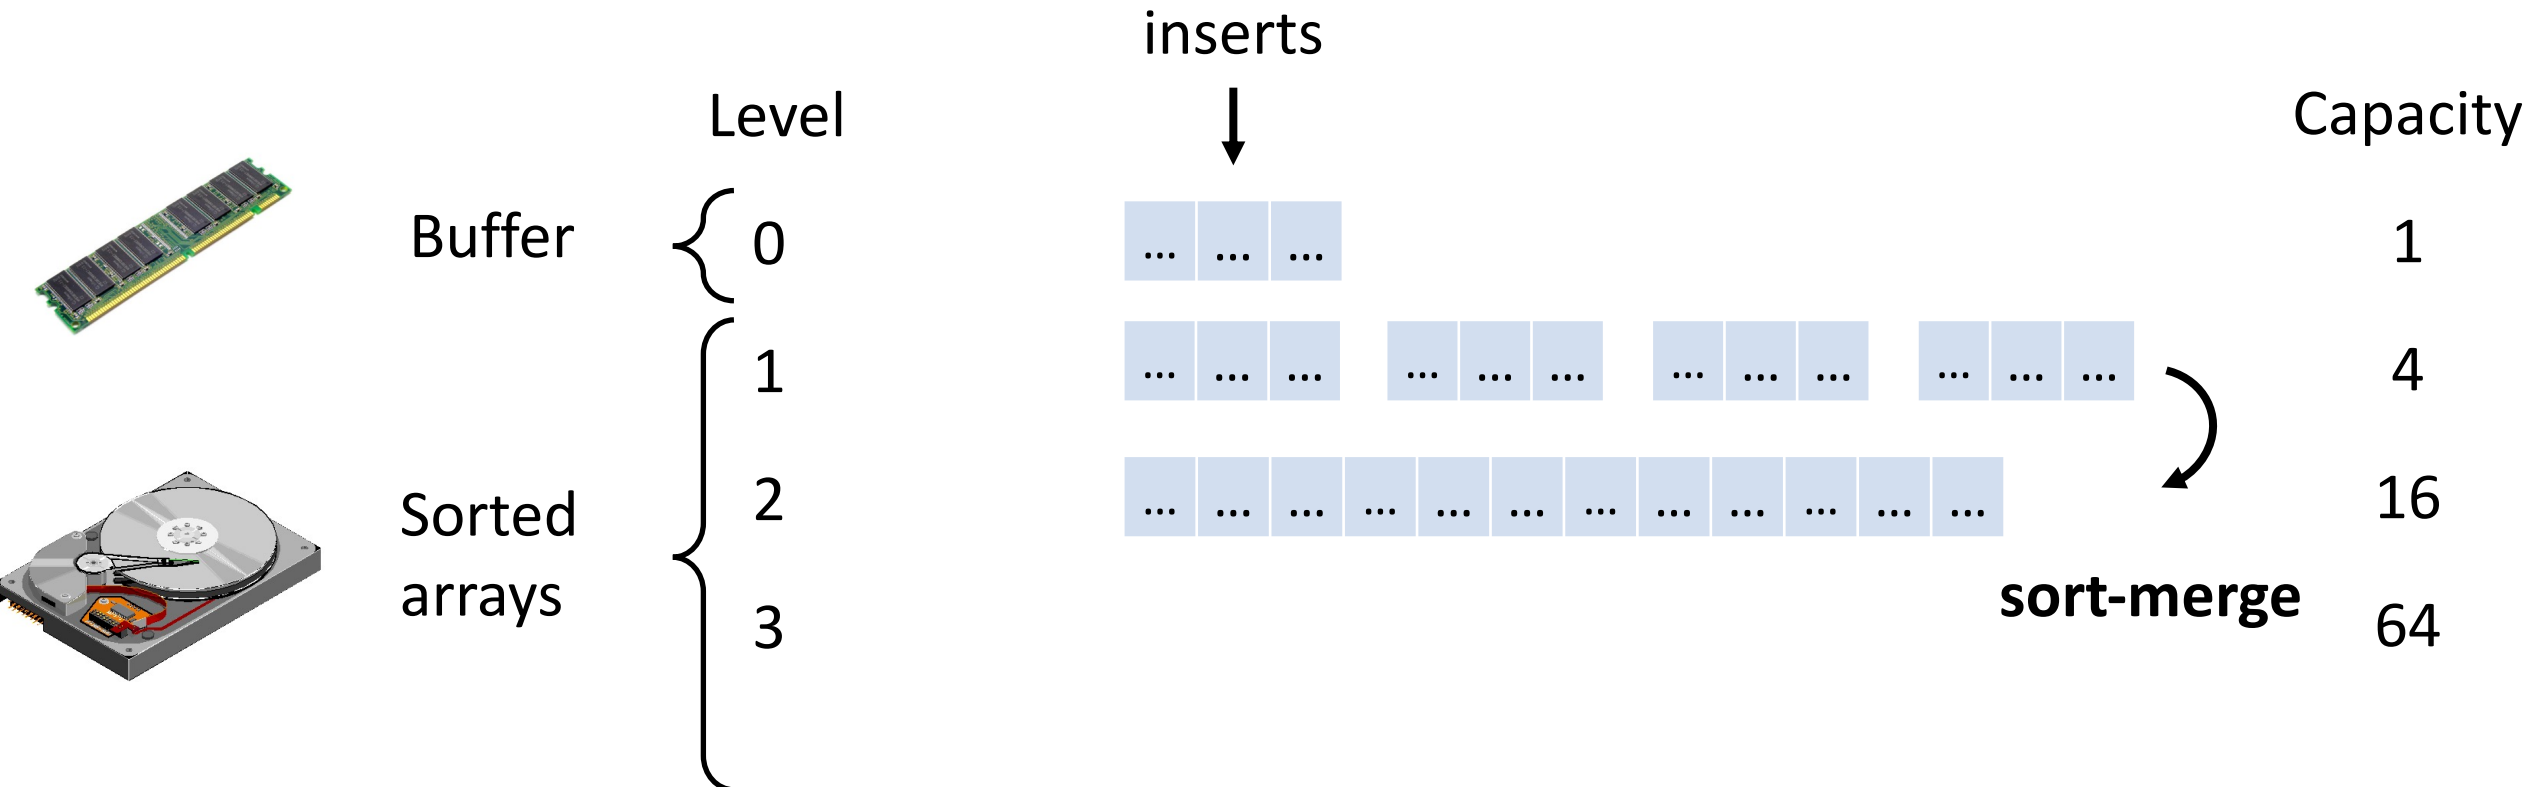 inserts
Level Capacity
Buffer 0 ... ... ... 1
1 ... ... ... ... ... ... ... ... ... ... ... ... 4
2 ... ... ... ... ... ... ... ... ... ... ... ... 16
Sorted
arrays
sort-merge
3 64